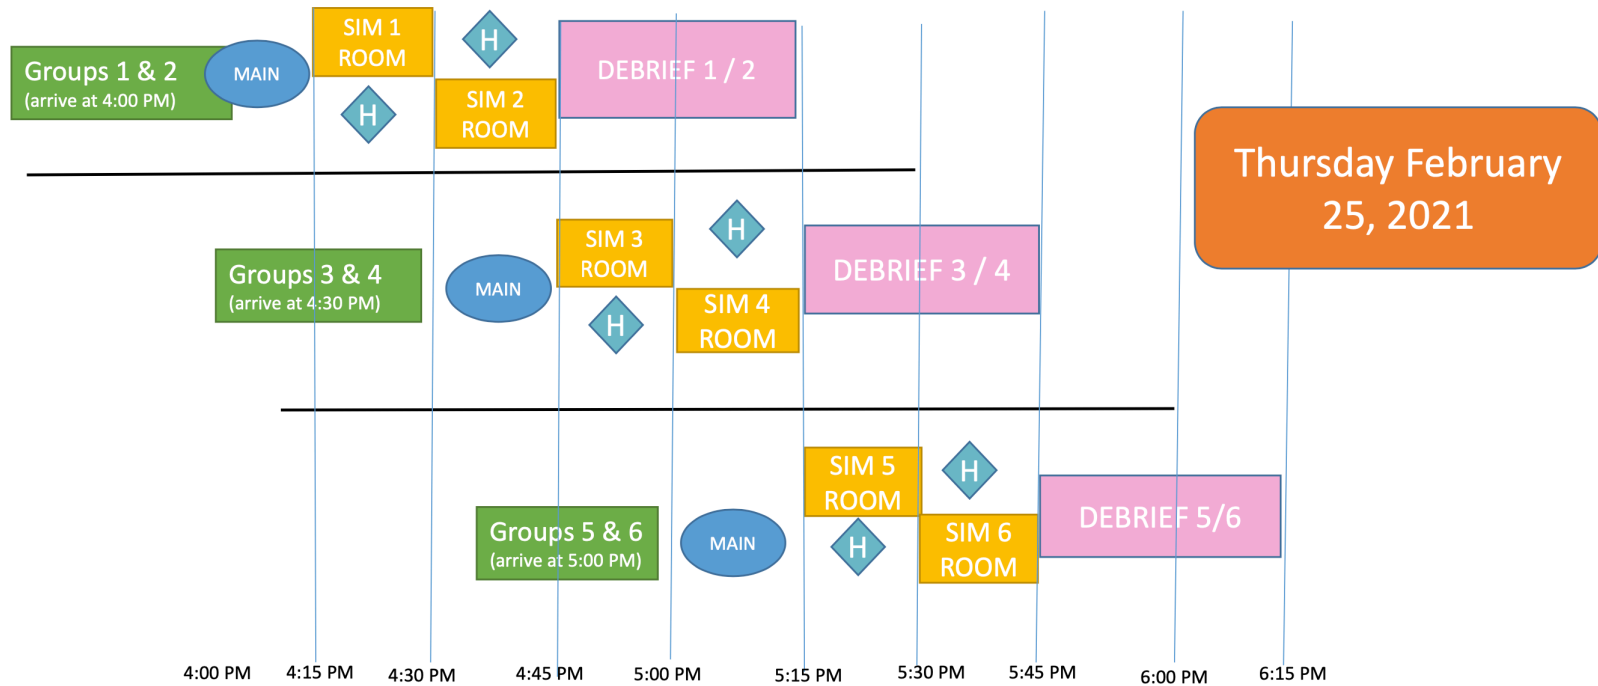 SIM 1
ROOM
H
Groups 1 & 2
(arrive at 4:00 PM)
MAIN
DEBRIEF 1 / 2
H
SIM 2
ROOM
Thursday February
25, 2021
SIM 3
ROOM
H
Groups 3 & 4
(arrive at 4:30 PM)
MAIN
DEBRIEF 3 / 4
H
SIM 4
ROOM
SIM 5
ROOM
H
Groups 5 & 6
(arrive at 5:00 PM)
MAIN
H
SIM 6
ROOM
DEBRIEF 5/6
4:00 PM
4:15 PM
4:30 PM
4:45 PM
5:00 PM
5:15 PM
5:30 PM
5:45 PM
6:00 PM
6:15 PM